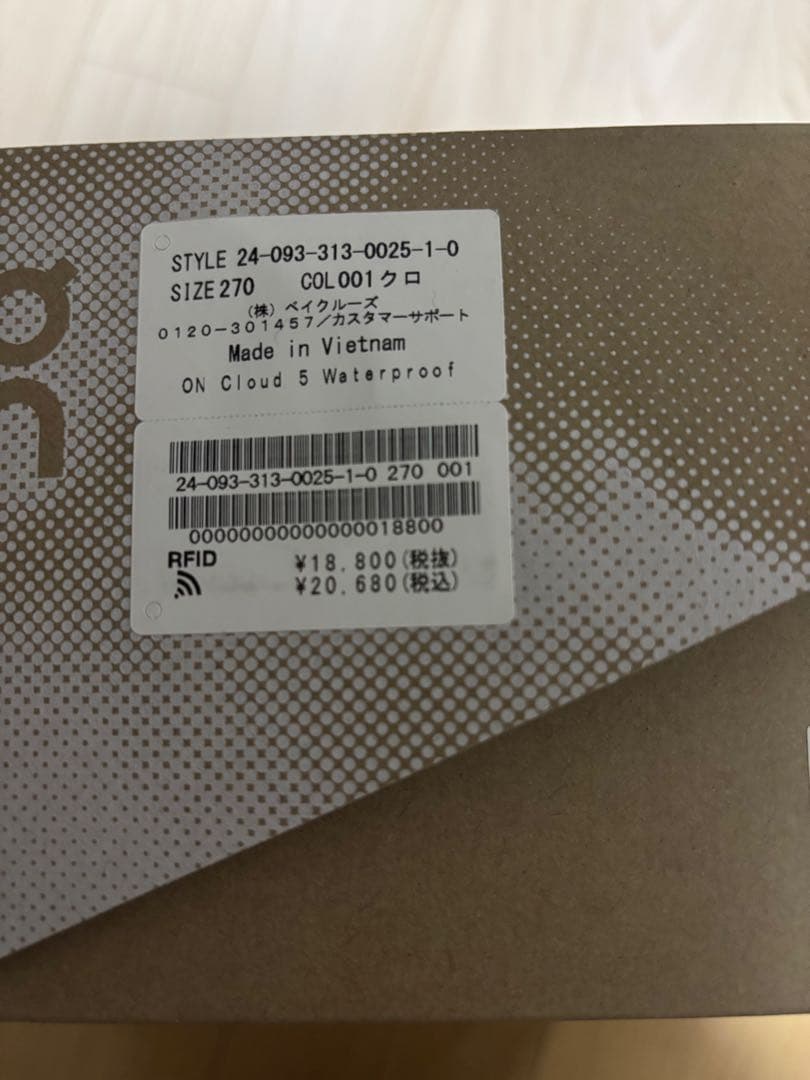 STYLE 24-093-313-0025-1-0
SIZE 270 COL 001 クロ
(株) ベイクルーズ
0120-301457/カスタマーサポート
Made in Vietnam
ON Cloud 5 Waterproof
24-093-313-0025-1-0 270 001
00000000000000018800
RFID
¥18,800(税抜)
¥20,680(税込)